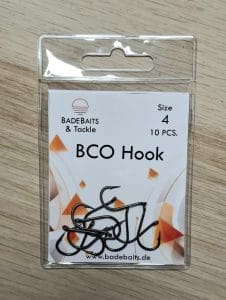 BADEBAITS
& Tackle
Size
4
10 PCS.
BCO Hook
www.badebaits.de